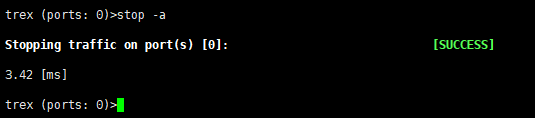 trex (ports: 0)>stop -a
Stopping traffic on port(s) [0]: [SUCCESS]
3.42 [ms]
trex (ports: 0)>